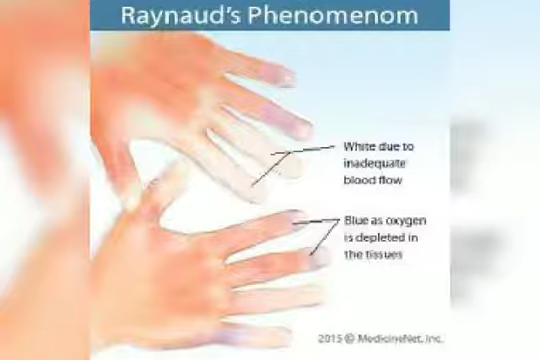 Raynaud's Phenomenom
White due to
inadequate
blood flow
Blue as oxygen
is depleted in
the tissues
2015 © MedicineNet, Inc.